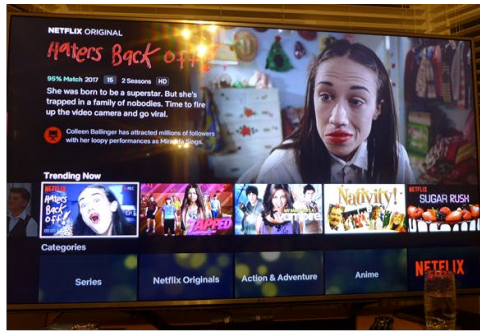 NETFLIX ORIGINAL
Haters Back off!
95% Match 2017 15 2 Seasons HD
She was born to be a superstar. But she's
trapped in a family of nobodies. Time to fire
up the video camera and go viral.
Colleen Ballinger has attracted millions of followers
with her loopy performances as Miranda Sings.
Trending Now
NETFLIX
Haters
Back
off!
ZAPPED
Vampire
Nativity!
NETFLIX
SUGAR RUSH
Categories
Series
Netflix Originals
Action & Adventure
Anime
NETFLIX